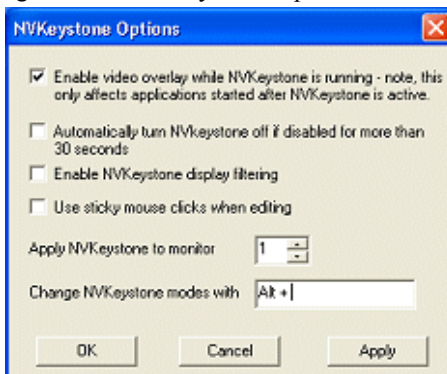 NVKeystone Options
Enable video overlay while NVKeystone is running - note, this
only affects applications started after NVKeystone is active.
Automatically turn NVkeystone off if disabled for more than
30 seconds
Enable NVKeystone display filtering
Use sticky mouse clicks when editing
Apply NVKeystone to monitor 1
Change NVKeystone modes with Alt +
OK Cancel Apply